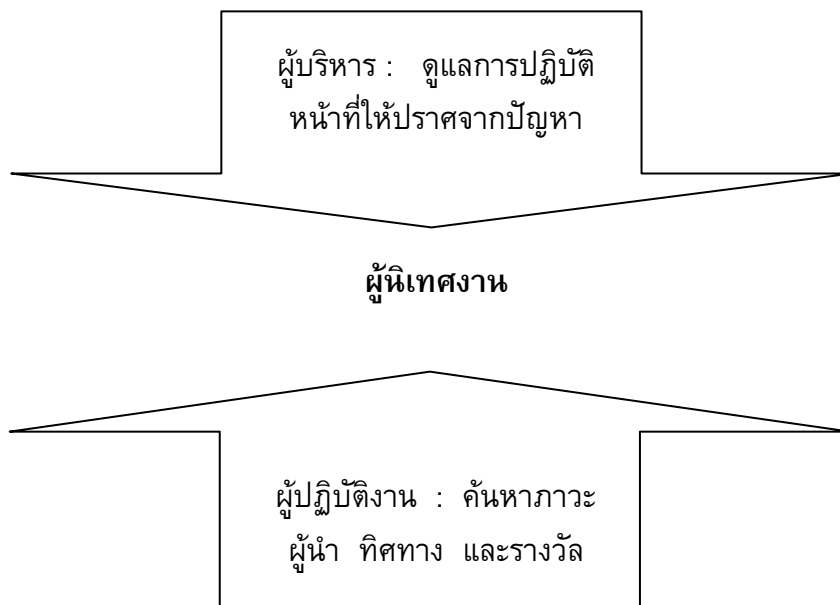 ผู้บริหาร : ดูแลการปฏิบัติ
หน้าที่ให้ปราศจากปัญหา
ผู้นิเทศงาน
ผู้ปฏิบัติงาน : ค้นหาภาวะ
ผู้นำ ทิศทาง และรางวัล